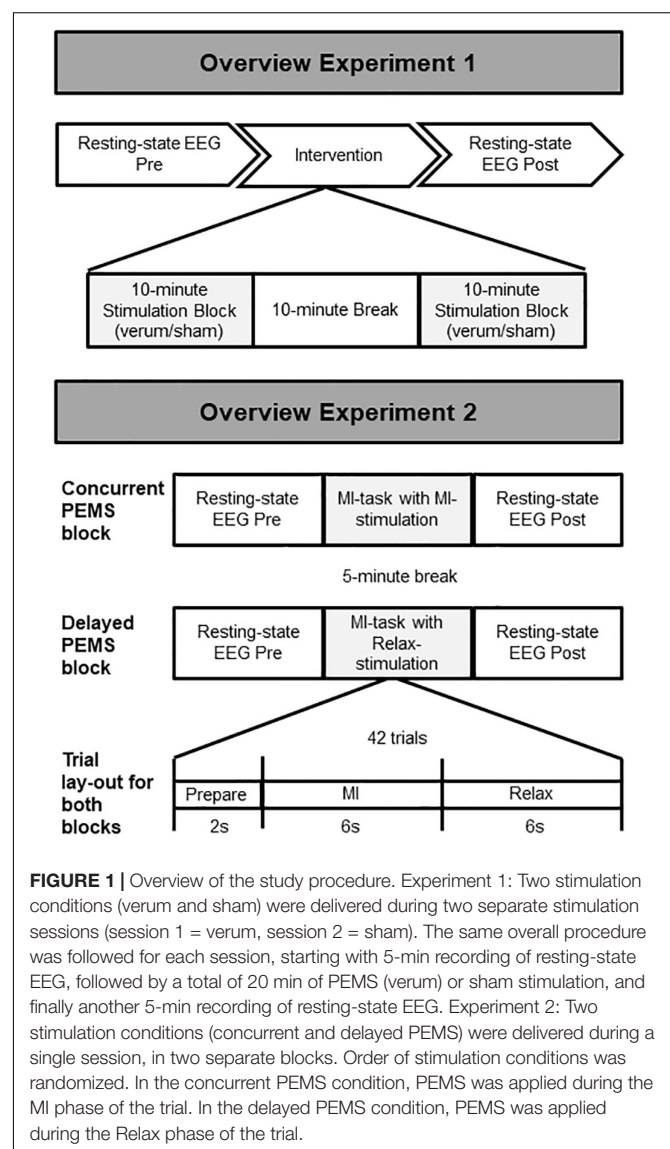 Overview Experiment 1
Resting-state EEG
Pre
Intervention
Resting-state
EEG Post
10-minute
Stimulation Block
(verum/sham)
10-minute Break
10-minute
Stimulation Block
(verum/sham)
Overview Experiment 2
Concurrent
PEMS
block
Resting-state
EEG Pre
MI-task with MI-
stimulation
Resting-state
EEG Post
5-minute break
Delayed
PEMS
block
Resting-state
EEG Pre
MI-task with
Relax-
stimulation
Resting-state
EEG Post
42 trials
Trial
lay-out for
both
blocks
Prepare
MI
Relax
2s
6s
6s
FIGURE 1 | Overview of the study procedure. Experiment 1: Two stimulation
conditions (verum and sham) were delivered during two separate stimulation
sessions (session 1 = verum, session 2 = sham). The same overall procedure
was followed for each session, starting with 5-min recording of resting-state
EEG, followed by a total of 20 min of PEMS (verum) or sham stimulation, and
finally another 5-min recording of resting-state EEG. Experiment 2: Two
stimulation conditions (concurrent and delayed PEMS) were delivered during a
single session, in two separate blocks. Order of stimulation conditions was
randomized. In the concurrent PEMS condition, PEMS was applied during the
MI phase of the trial. In the delayed PEMS condition, PEMS was applied
during the Relax phase of the trial.